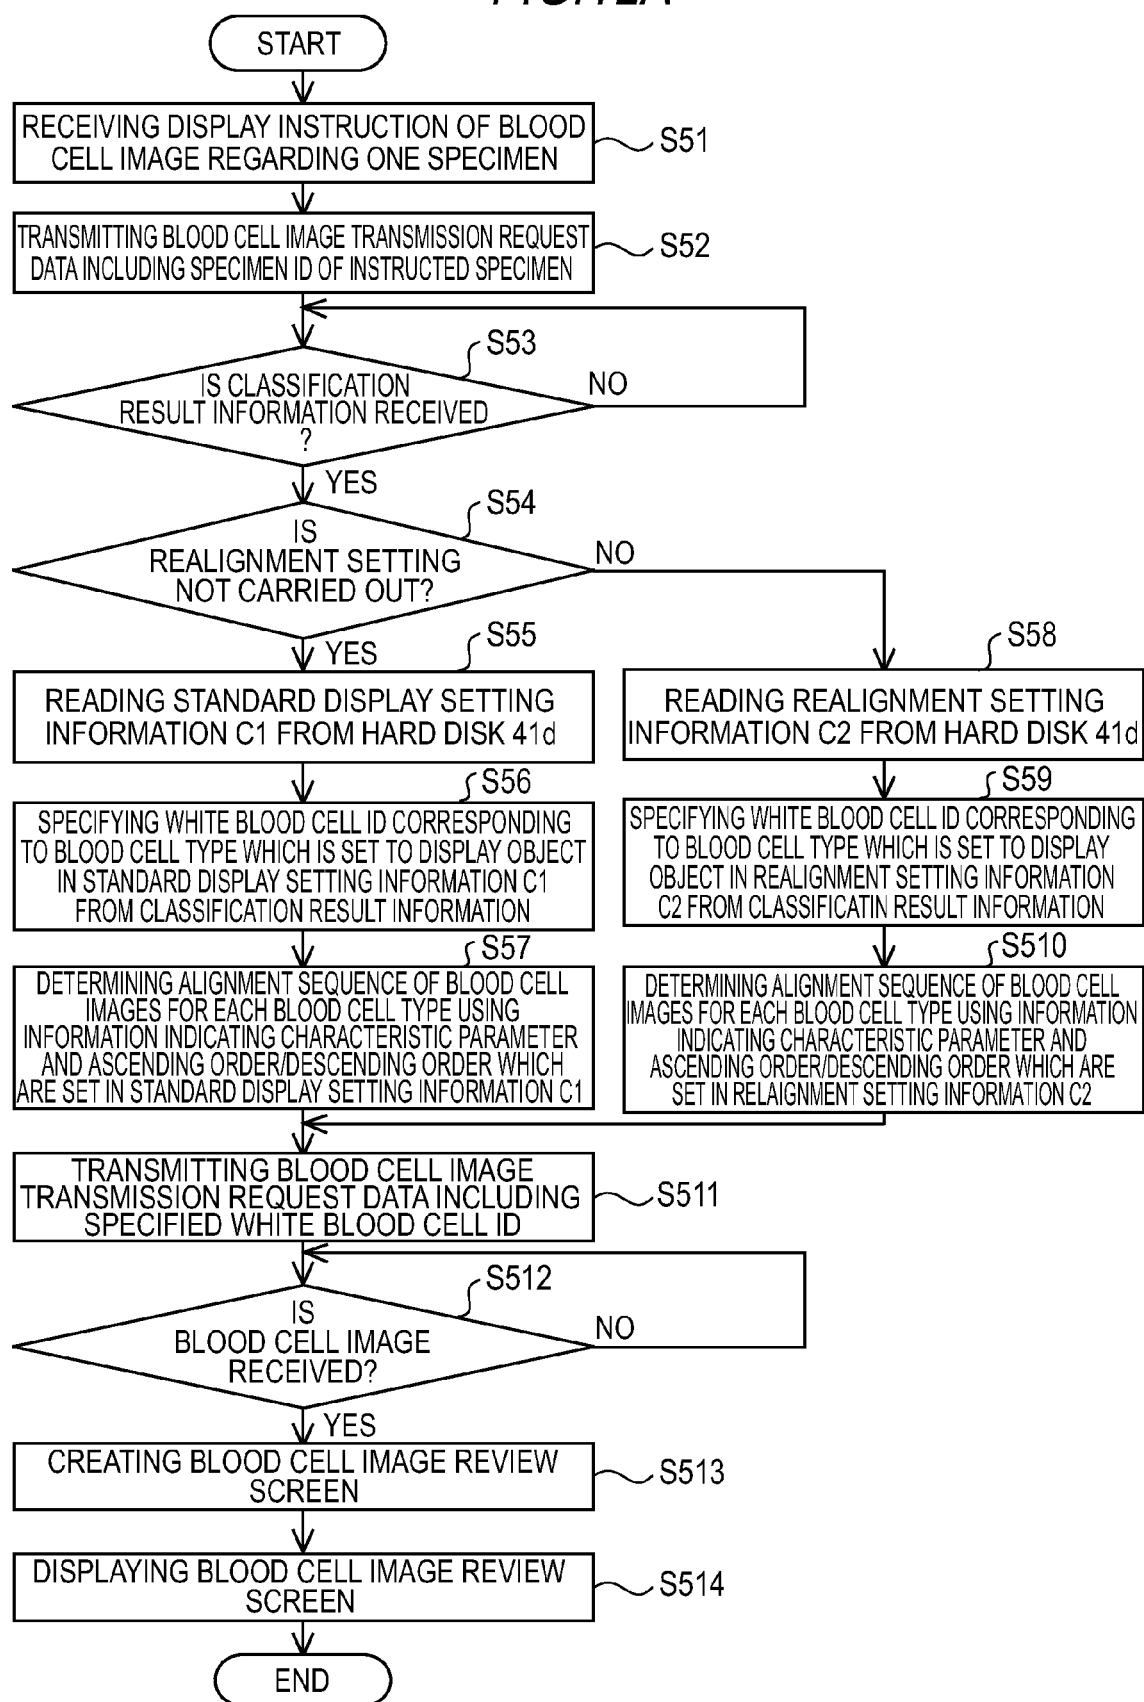 FIG.12A
START
RECEIVING DISPLAY INSTRUCTION OF BLOOD
CELL IMAGE REGARDING ONE SPECIMEN
S51
TRANSMITTING BLOOD CELL IMAGE TRANSMISSION REQUEST
DATA INCLUDING SPECIMEN ID OF INSTRUCTED SPECIMEN
S52
S53
IS CLASSIFICATION
RESULT INFORMATION RECEIVED
?
NO
YES
S54
IS
REALIGNMENT SETTING
NOT CARRIED OUT?
NO
YES
S55
READING STANDARD DISPLAY SETTING
INFORMATION C1 FROM HARD DISK 41d
S58
READING REALIGNMENT SETTING
INFORMATION C2 FROM HARD DISK 41d
S56
SPECIFYING WHITE BLOOD CELL ID CORRESPONDING
TO BLOOD CELL TYPE WHICH IS SET TO DISPLAY OBJECT
IN STANDARD DISPLAY SETTING INFORMATION C1
FROM CLASSIFICATION RESULT INFORMATION
S59
SPECIFYING WHITE BLOOD CELL ID CORRESPONDING
TO BLOOD CELL TYPE WHICH IS SET TO DISPLAY
OBJECT IN REALIGNMENT SETTING INFORMATION
C2 FROM CLASSIFICATIN RESULT INFORMATION
S57
DETERMINING ALIGNMENT SEQUENCE OF BLOOD CELL
IMAGES FOR EACH BLOOD CELL TYPE USING
INFORMATION INDICATING CHARACTERISTIC PARAMETER
AND ASCENDING ORDER/DESCENDING ORDER WHICH
ARE SET IN STANDARD DISPLAY SETTING INFORMATION C1
S510
DETERMINING ALIGNMENT SEQUENCE OF BLOOD CELL
IMAGES FOR EACH BLOOD CELL TYPE USING INFORMATION
INDICATING CHARACTERISTIC PARAMETER AND
ASCENDING ORDER/DESCENDING ORDER WHICH ARE
SET IN RELAIGNMENT SETTING INFORMATION C2
TRANSMITTING BLOOD CELL IMAGE
TRANSMISSION REQUEST DATA INCLUDING
SPECIFIED WHITE BLOOD CELL ID
S511
S512
IS
BLOOD CELL IMAGE
RECEIVED?
NO
YES
CREATING BLOOD CELL IMAGE REVIEW
SCREEN
S513
DISPLAYING BLOOD CELL IMAGE REVIEW
SCREEN
S514
END